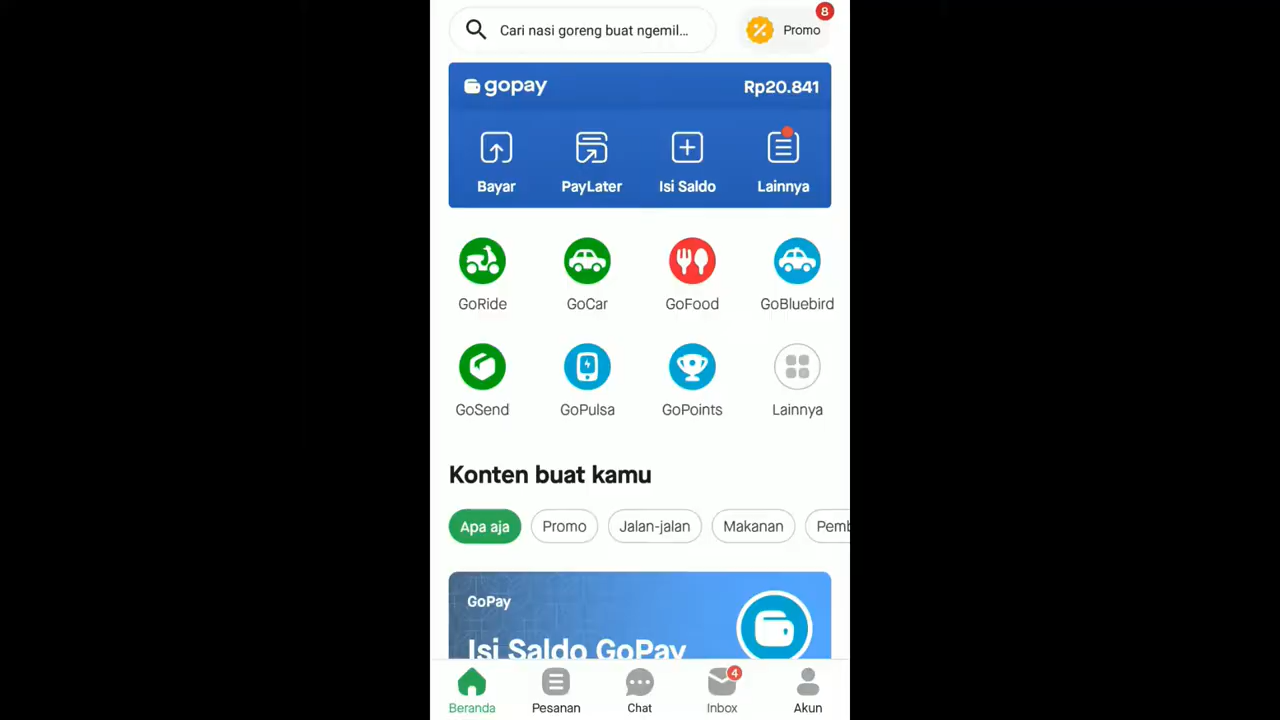 8
Cari nasi goreng buat ngemil...
Promo
gopay
Rp20.841
Bayar
PayLater
Isi Saldo
Lainnya
GoRide
GoCar
GoFood
GoBluebird
GoSend
GoPulsa
GoPoints
Lainnya
Konten buat kamu
Apa aja
Promo
Jalan-jalan
Makanan
Pemb
GoPay
Isi Saldo GoPay
4
Beranda
Pesanan
Chat
Inbox
Akun